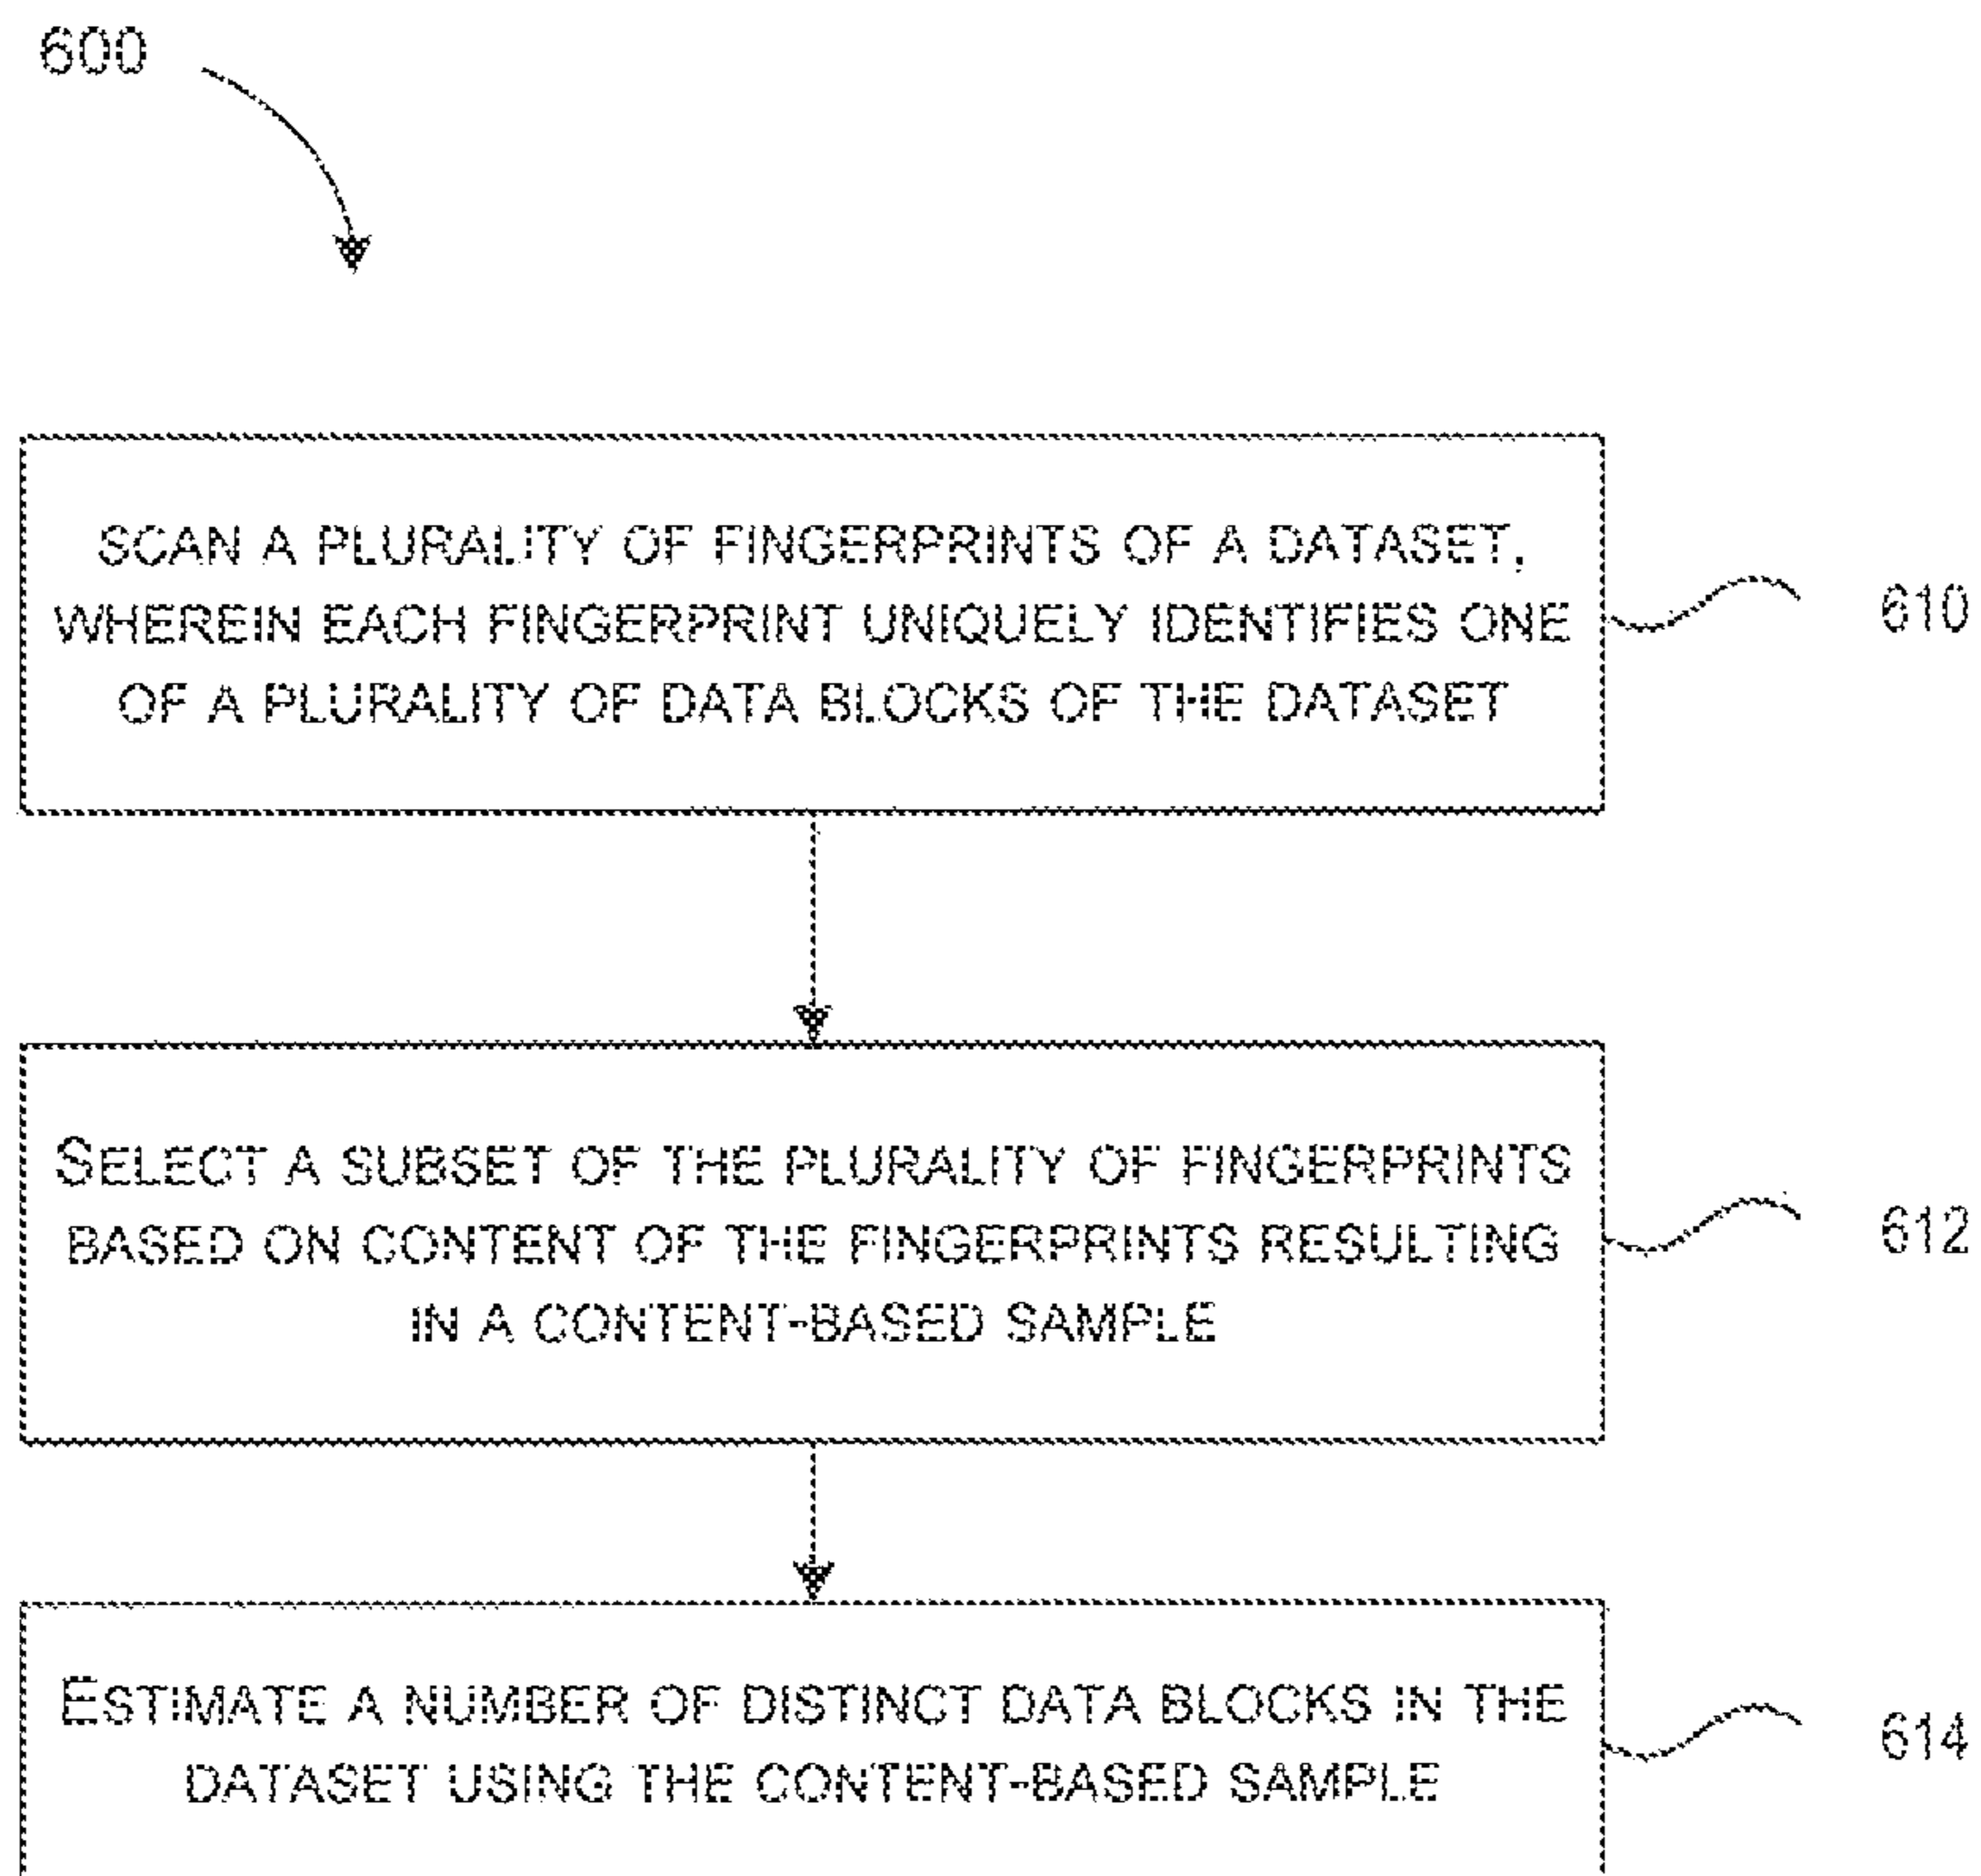 600
SCAN A PLURALITY OF FINGERPRINTS OF A DATASET,
WHEREIN EACH FINGERPRINT UNIQUELY IDENTIFIES ONE
OF A PLURALITY OF DATA BLOCKS OF THE DATASET
610
SELECT A SUBSET OF THE PLURALITY OF FINGERPRINTS
BASED ON CONTENT OF THE FINGERPRINTS RESULTING
IN A CONTENT-BASED SAMPLE
612
ESTIMATE A NUMBER OF DISTINCT DATA BLOCKS IN THE
DATASET USING THE CONTENT-BASED SAMPLE
614